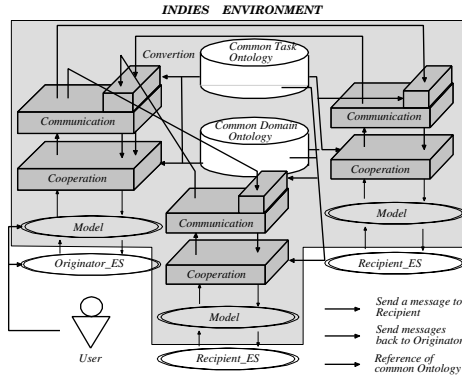 INDIES ENVIRONMENT
Convertion
Common Task
Ontology
Communication
Communication
Common Domain
Ontology
Cooperation
Cooperation
Communication
Model
Model
Originator_ES
Cooperation
Recipient_ES
Model
User
Recipient_ES
Send a message to
Recipient
Send messages
back to Originator
Reference of
common Ontology